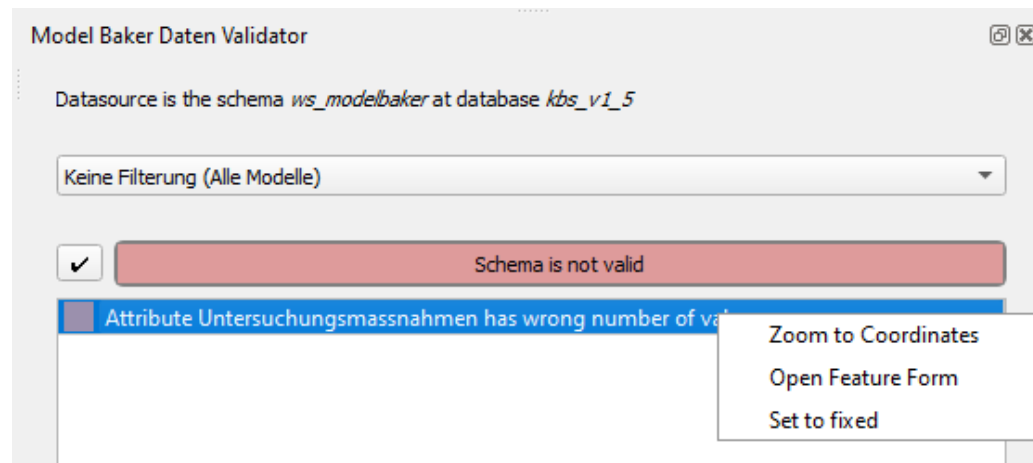 Model Baker Daten Validator
Datasource is the schema ws_modelbaker at database kbs_v1_5
Keine Filterung (Alle Modelle)
Schema is not valid
Attribute Untersuchungsmassnahmen has wrong number of
Zoom to Coordinates
Open Feature Form
Set to fixed